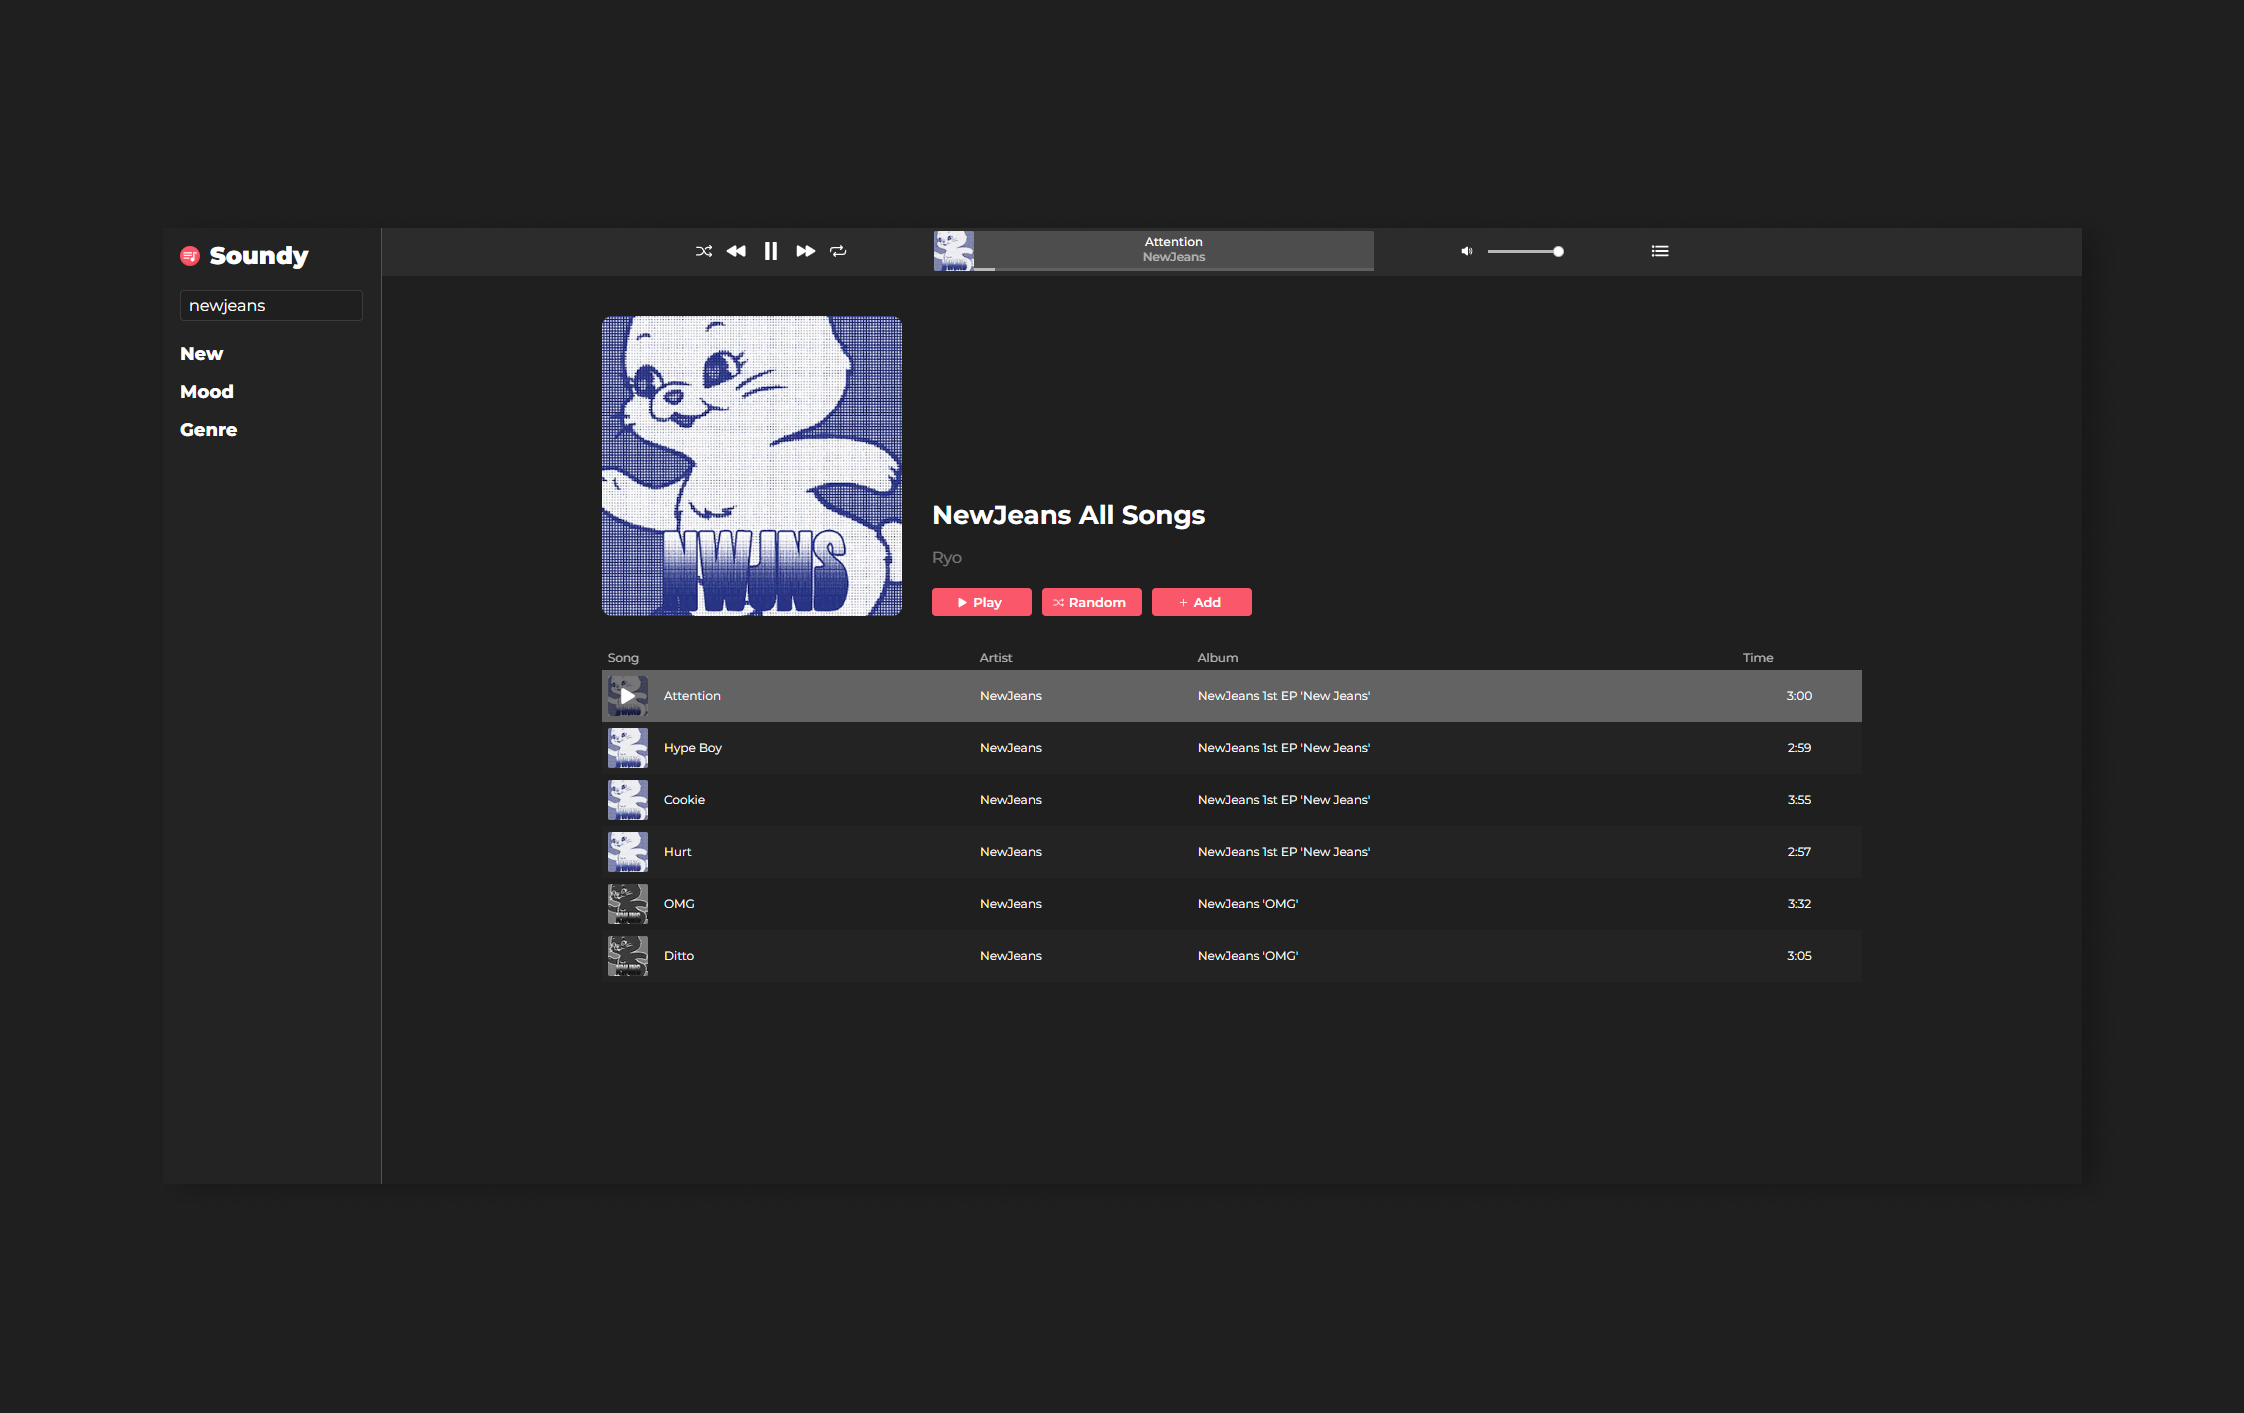 Soundy
newjeans
New
Mood
Genre
Attention
NewJeans
NWJNS
NewJeans All Songs
Ryo
Play
Random
Add
Song Artist Album Time
Attention NewJeans NewJeans 1st EP 'New Jeans' 3:00
Hype Boy NewJeans NewJeans 1st EP 'New Jeans' 2:59
Cookie NewJeans NewJeans 1st EP 'New Jeans' 3:55
Hurt NewJeans NewJeans 1st EP 'New Jeans' 2:57
OMG NewJeans NewJeans 'OMG' 3:32
Ditto NewJeans NewJeans 'OMG' 3:05